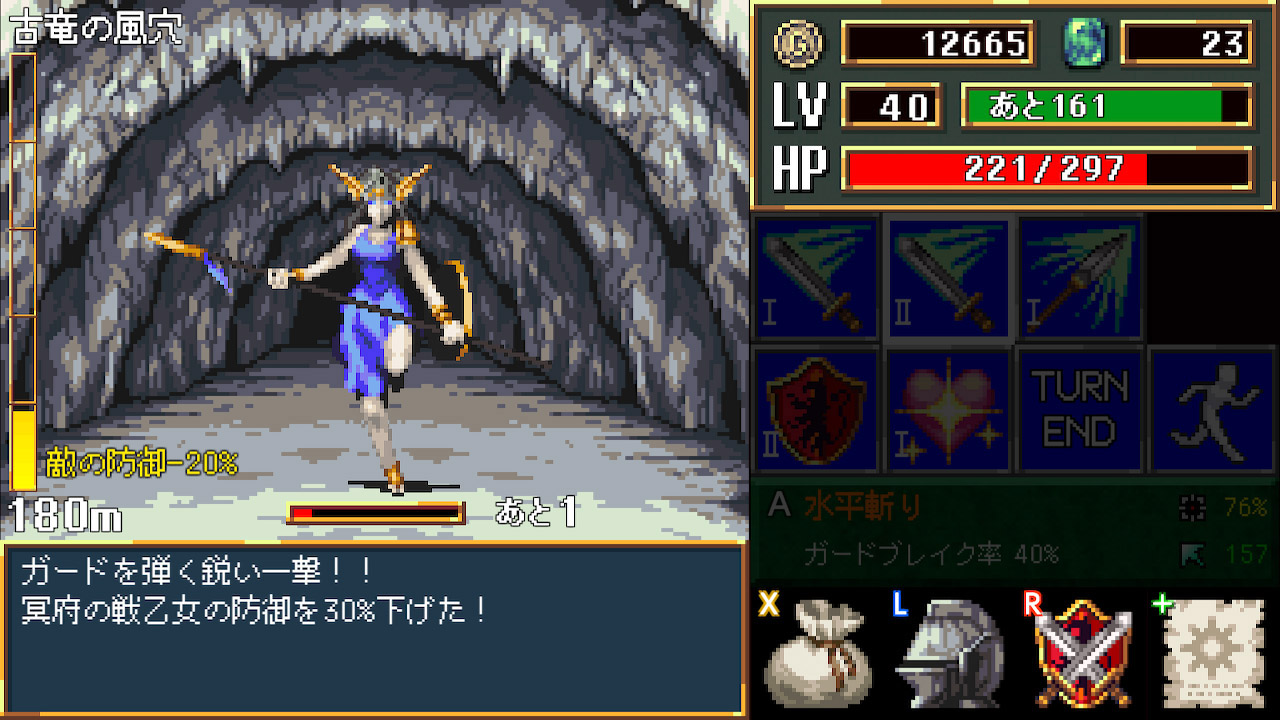 古竜の風穴
敵の防御-20%
180m
あと1
ガードを弾く鋭い一撃！！
冥府の戦乙女の防御を30%下げた！
G 12665 23
LV 40 あと161
HP 221/297
I II I
II I TURN END
A 水平斬り 76%
ガードブレイク率 40% 157
X L R +